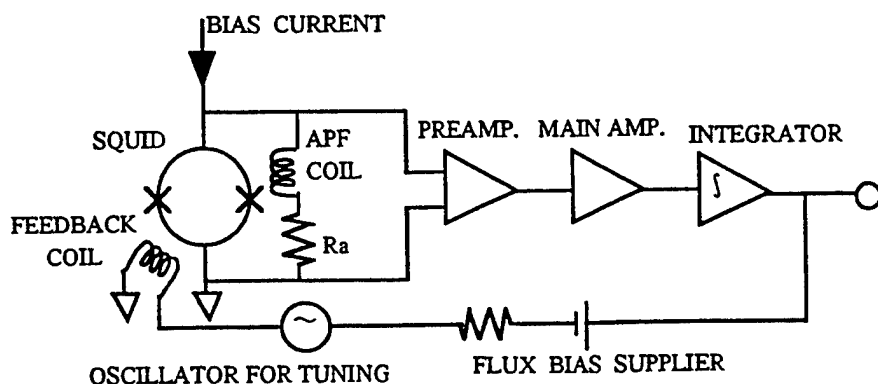 BIAS CURRENT
SQUID
APF
COIL
PREAMP.
MAIN AMP.
INTEGRATOR
∫
FEEDBACK
COIL
Ra
~
OSCILLATOR FOR TUNING
FLUX BIAS SUPPLIER